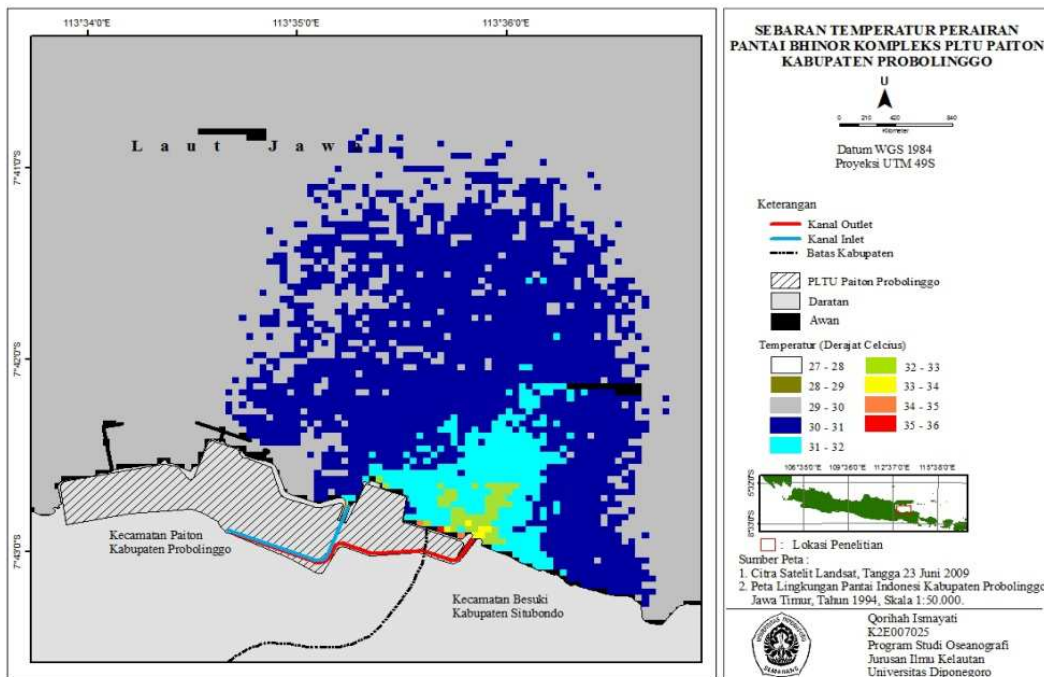 113°34'0"E
113°35'0"E
113°36'0"E
7°41'0"S
7°42'0"S
7°43'0"S
Laut Jawa
Kecamatan Paiton
Kabupaten Probolinggo
Kecamatan Besuki
Kabupaten Situbondo
SEBARAN TEMPERATUR PERAIRAN
PANTAI BHINOR KOMPLEKS PLTU PAITON
KABUPATEN PROBOLINGGO
U
0 210 420 840
Kilometer
Datum WGS 1984
Proyeksi UTM 49S
Keterangan
Kanal Outlet
Kanal Inlet
Batas Kabupaten
PLTU Paiton Probolinggo
Daratan
Awan
Temperatur (Derajat Celcius)
27 - 28
28 - 29
29 - 30
30 - 31
31 - 32
32 - 33
33 - 34
34 - 35
35 - 36
: Lokasi Penelitian
Sumber Peta :
1. Citra Satelit Landsat, Tangga 23 Juni 2009
2. Peta Lingkungan Pantai Indonesi Kabupaten Probolinggo
Jawa Timur, Tahun 1994, Skala 1:50.000.
Qorihah Ismayati
K2E007025
Program Studi Oseanografi
Jurusan Ilmu Kelautan
Universitas Diponegoro